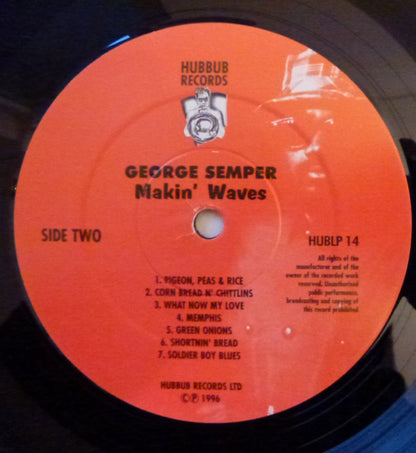 HUBBUB
RECORDS
GEORGE SEMPER
Makin' Waves
SIDE TWO
HUBLP 14
All rights of the
manufacturer and of the
owner of the recorded work
reserved. Unauthorised
public performance,
broadcasting and copying of
this record prohibited
1. PIGEON, PEAS & RICE
2. CORN BREAD N' CHITTLINS
3. WHAT NOW MY LOVE
4. MEMPHIS
5. GREEN ONIONS
6. SHORTNIN' BREAD
7. SOLDIER BOY BLUES
HUBBUB RECORDS LTD
©℗ 1996